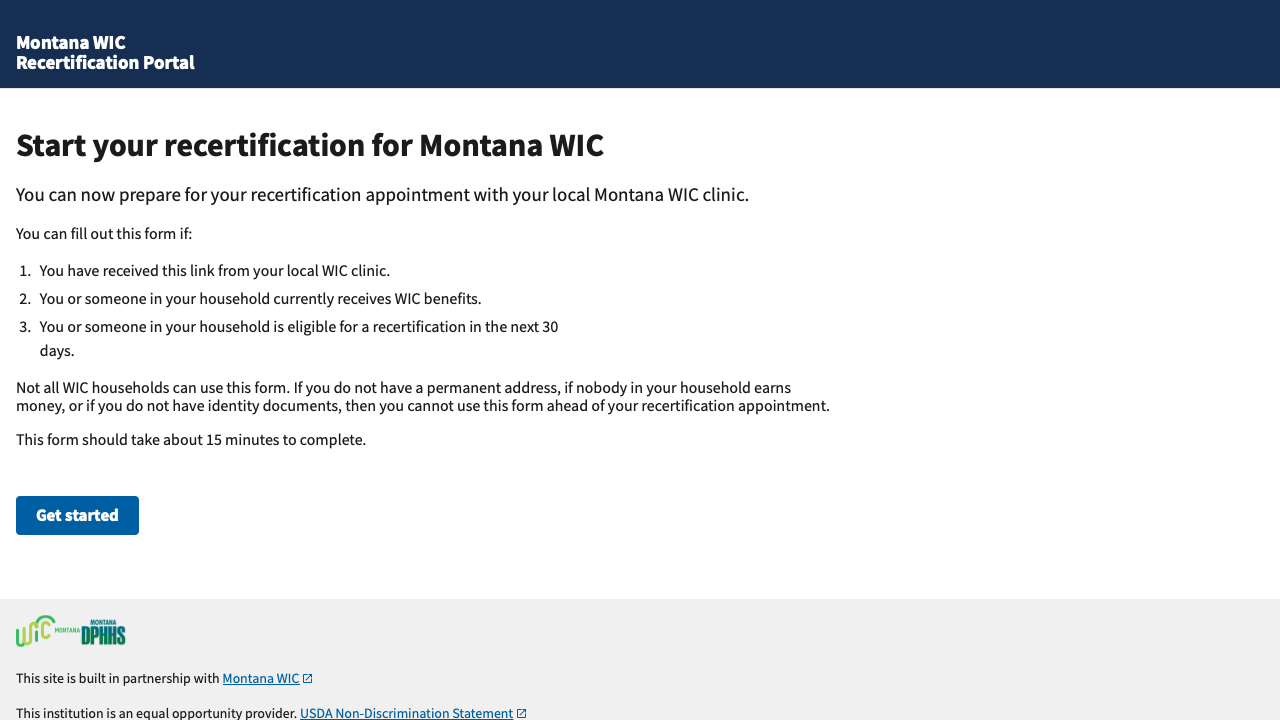 Montana WIC
Recertification Portal
Start your recertification for Montana WIC
You can now prepare for your recertification appointment with your local Montana WIC clinic.
You can fill out this form if:
1. You have received this link from your local WIC clinic.
2. You or someone in your household currently receives WIC benefits.
3. You or someone in your household is eligible for a recertification in the next 30
days.
Not all WIC households can use this form. If you do not have a permanent address, if nobody in your household earns
money, or if you do not have identity documents, then you cannot use this form ahead of your recertification appointment.
This form should take about 15 minutes to complete.
Get started
WIC MONTANA
MONTANA
DPHHS
This site is built in partnership with Montana WIC
This institution is an equal opportunity provider. USDA Non-Discrimination Statement